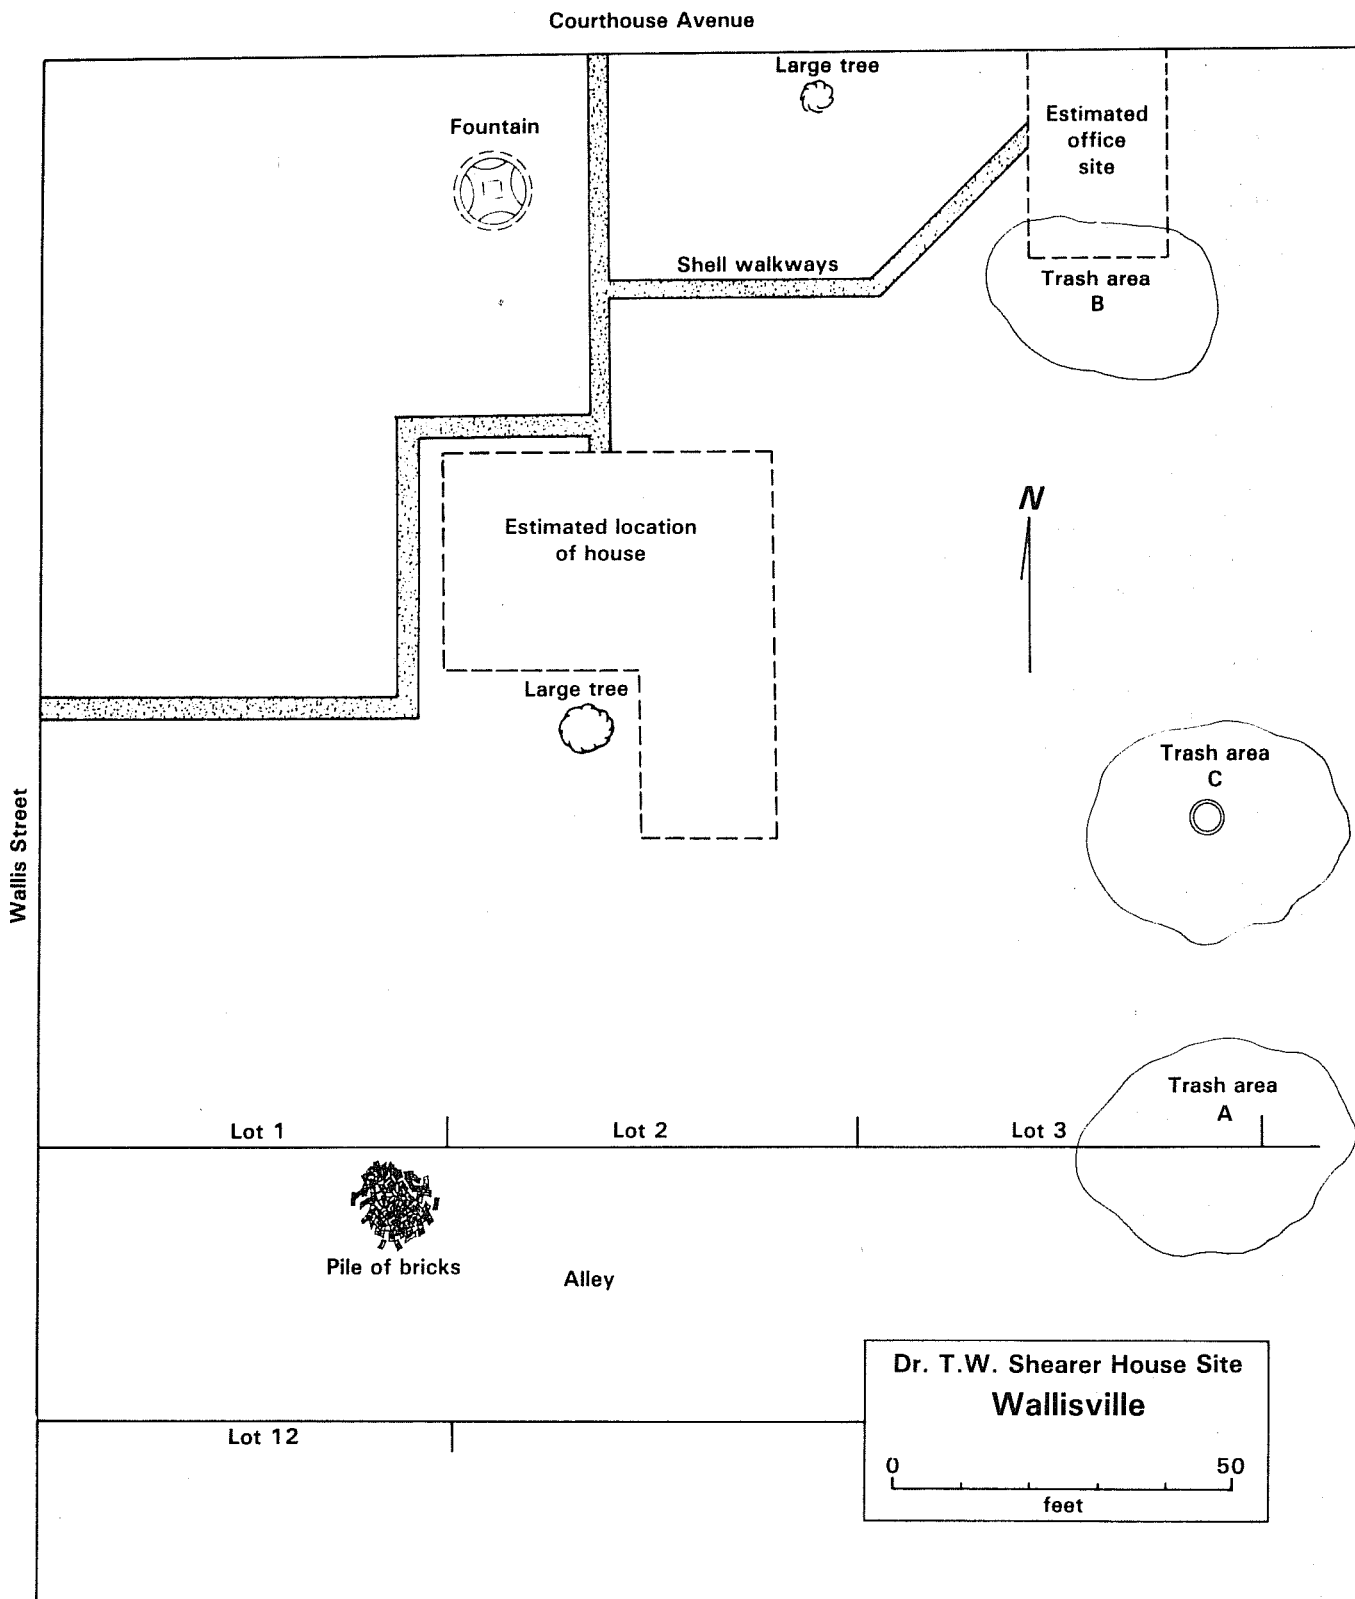 Courthouse Avenue
Large tree
Fountain
Estimated
office
site
Shell walkways
Trash area
B
N
Estimated location
of house
Large tree
Trash area
C
Wallis Street
Trash area
A
Lot 1
Lot 2
Lot 3
Pile of bricks
Alley
Dr. T.W. Shearer House Site
Wallisville
Lot 12
0 50
feet